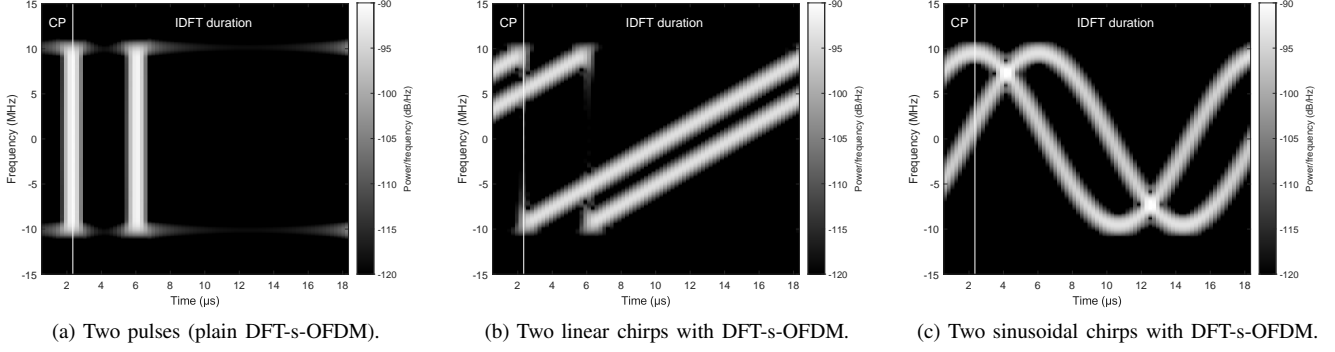 CP
IDFT duration
15
10
5
0
-5
-10
-15
Frequency (MHz)
2 4 6 8 10 12 14 16 18
Time (μs)
-90
-95
-100
-105
-110
-115
-120
Power/frequency (dB/Hz)
(a) Two pulses (plain DFT-s-OFDM).
CP
IDFT duration
15
10
5
0
-5
-10
-15
Frequency (MHz)
2 4 6 8 10 12 14 16 18
Time (μs)
-90
-95
-100
-105
-110
-115
-120
Power/frequency (dB/Hz)
(b) Two linear chirps with DFT-s-OFDM.
CP
IDFT duration
15
10
5
0
-5
-10
-15
Frequency (MHz)
2 4 6 8 10 12 14 16 18
Time (μs)
-90
-95
-100
-105
-110
-115
-120
Power/frequency (dB/Hz)
(c) Two sinusoidal chirps with DFT-s-OFDM.